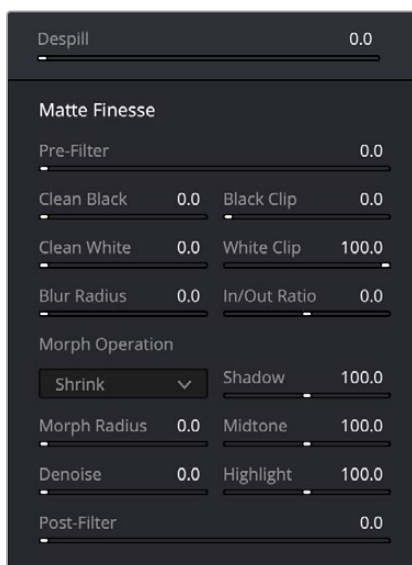 Despill 0.0
Matte Finesse
Pre-Filter 0.0
Clean Black 0.0 Black Clip 0.0
Clean White 0.0 White Clip 100.0
Blur Radius 0.0 In/Out Ratio 0.0
Morph Operation
Shrink Shadow 100.0
Morph Radius 0.0 Midtone 100.0
Denoise 0.0 Highlight 100.0
Post-Filter 0.0